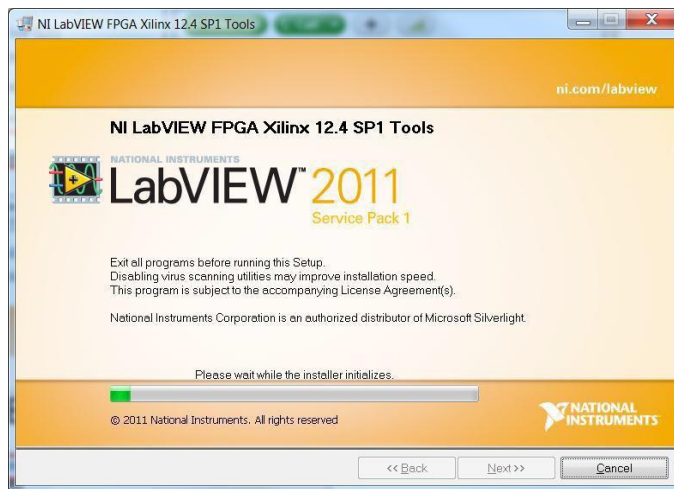 NI LabVIEW FPGA Xilinx 12.4 SP1 Tools
ni.com/labview
NI LabVIEW FPGA Xilinx 12.4 SP1 Tools
NATIONAL INSTRUMENTS
LabVIEW™ 2011
Service Pack 1
Exit all programs before running this Setup.
Disabling virus scanning utilities may improve installation speed.
This program is subject to the accompanying License Agreement(s).
National Instruments Corporation is an authorized distributor of Microsoft Silverlight.
Please wait while the installer initializes.
© 2011 National Instruments. All rights reserved
NATIONAL
INSTRUMENTS
<< Back Next >> Cancel